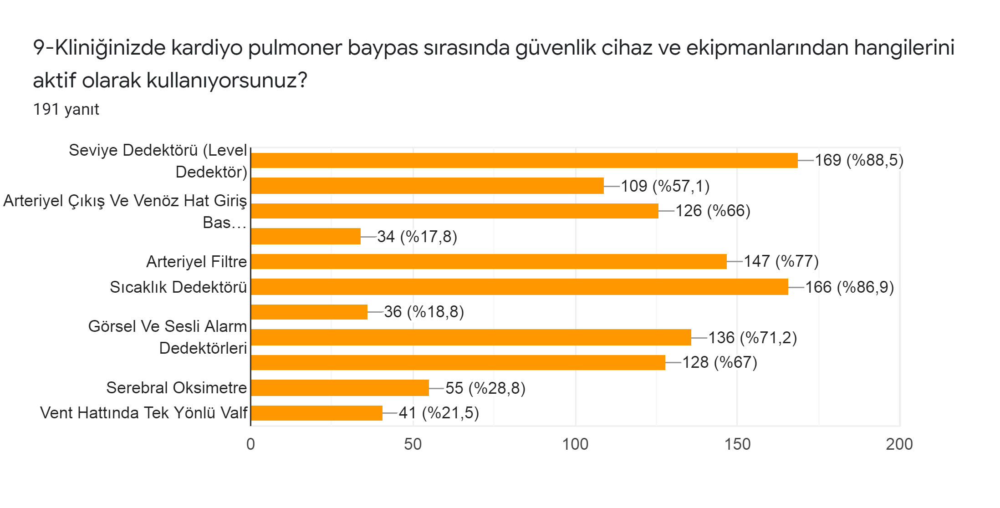 9-Kliniğinizde kardiyo pulmoner baypas sırasında güvenlik cihaz ve ekipmanlarından hangilerini
aktif olarak kullanıyorsunuz?
191 yanıt
Seviye Dedektörü (Level
Dedektör)
169 (%88,5)
109 (%57,1)
Arteriyel Çıkış Ve Venöz Hat Giriş
Bas…
126 (%66)
34 (%17,8)
Arteriyel Filtre
147 (%77)
Sıcaklık Dedektörü
166 (%86,9)
36 (%18,8)
Görsel Ve Sesli Alarm
Dedektörleri
136 (%71,2)
128 (%67)
Serebral Oksimetre
55 (%28,8)
Vent Hattında Tek Yönlü Valf
41 (%21,5)
0 50 100 150 200